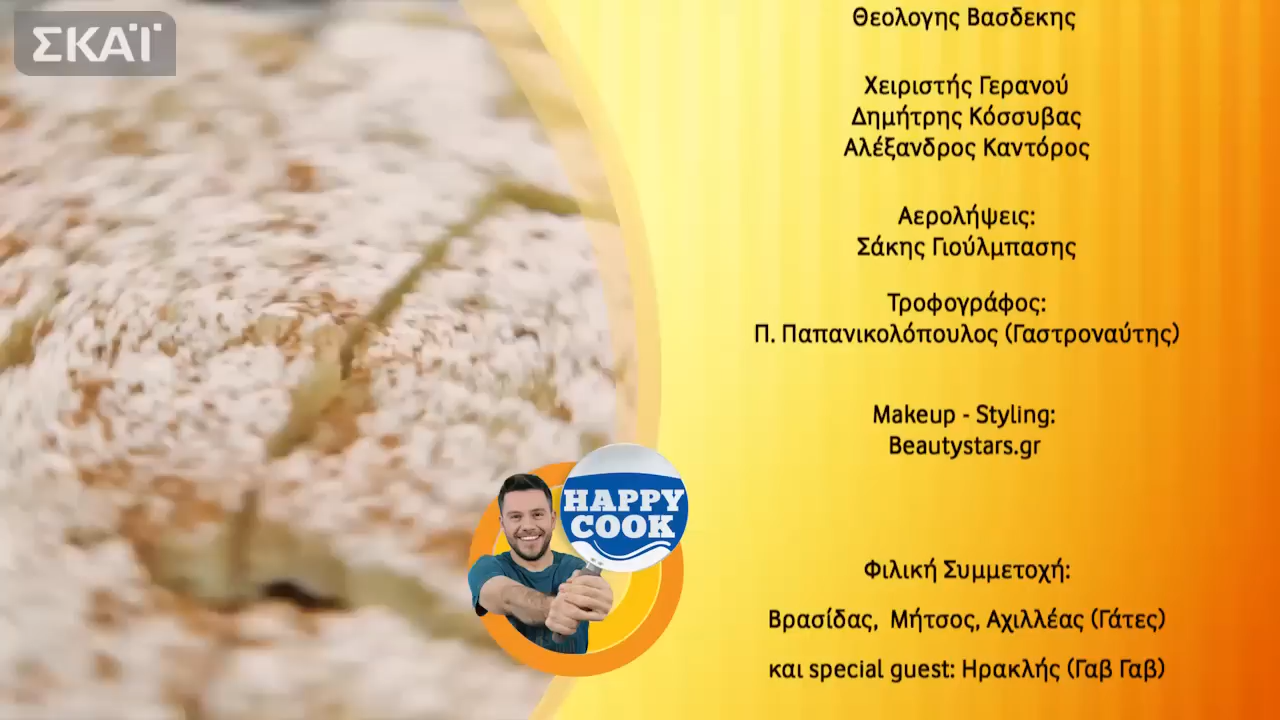 ΣΚΑΪ
Θεολογης Βασδεκης
Χειριστής Γερανού
Δημήτρης Κόσσυβας
Αλέξανδρος Καντόρος
Αερολήψεις:
Σάκης Γιούλμπασης
Τροφογράφος:
Π. Παπανικολόπουλος (Γαστροναύτης)
Makeup - Styling:
Beautystars.gr
HAPPY
COOK
Φιλική Συμμετοχή:
Βρασίδας, Μήτσος, Αχιλλέας (Γάτες)
και special guest: Ηρακλής (Γαβ Γαβ)